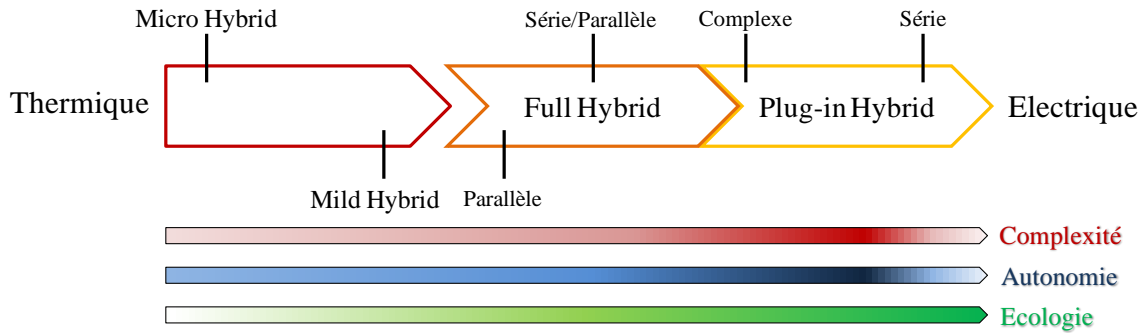 Micro Hybrid
Série/Parallèle
Complexe
Série
Thermique
Full Hybrid
Plug-in Hybrid
Electrique
Mild Hybrid
Parallèle
Complexité
Autonomie
Ecologie